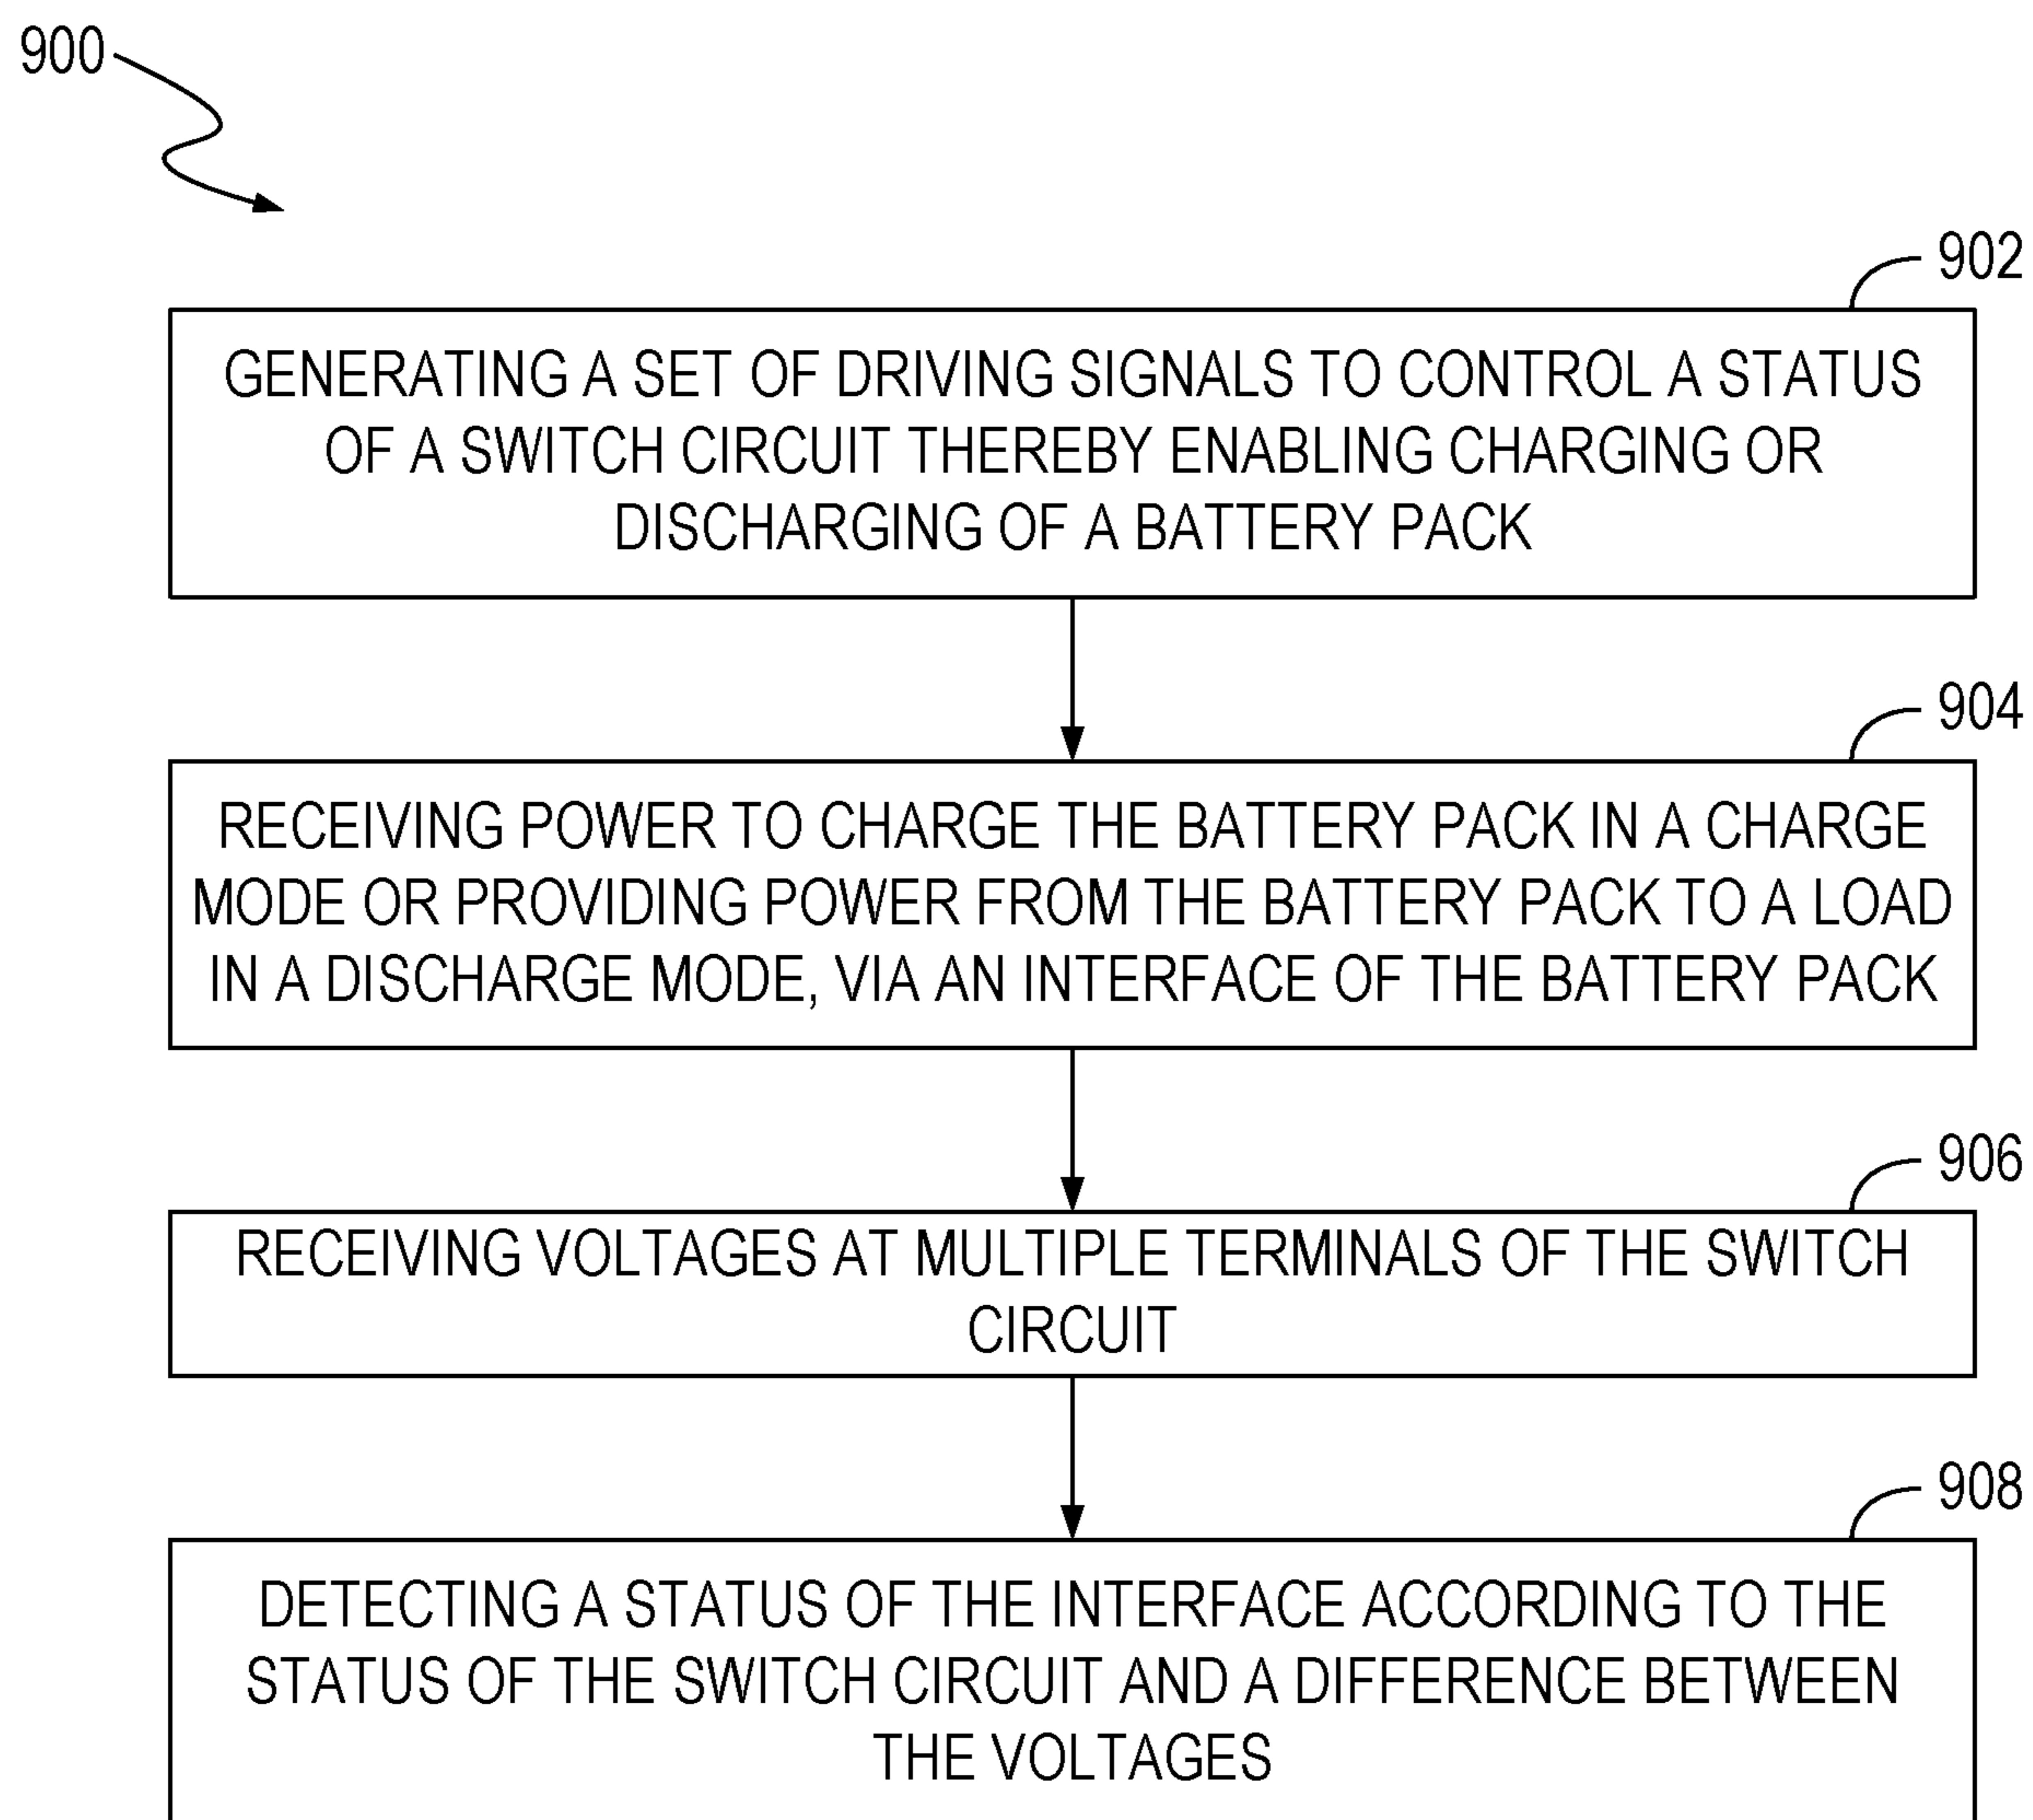 900
902
GENERATING A SET OF DRIVING SIGNALS TO CONTROL A STATUS
OF A SWITCH CIRCUIT THEREBY ENABLING CHARGING OR
DISCHARGING OF A BATTERY PACK
904
RECEIVING POWER TO CHARGE THE BATTERY PACK IN A CHARGE
MODE OR PROVIDING POWER FROM THE BATTERY PACK TO A LOAD
IN A DISCHARGE MODE, VIA AN INTERFACE OF THE BATTERY PACK
906
RECEIVING VOLTAGES AT MULTIPLE TERMINALS OF THE SWITCH
CIRCUIT
908
DETECTING A STATUS OF THE INTERFACE ACCORDING TO THE
STATUS OF THE SWITCH CIRCUIT AND A DIFFERENCE BETWEEN
THE VOLTAGES